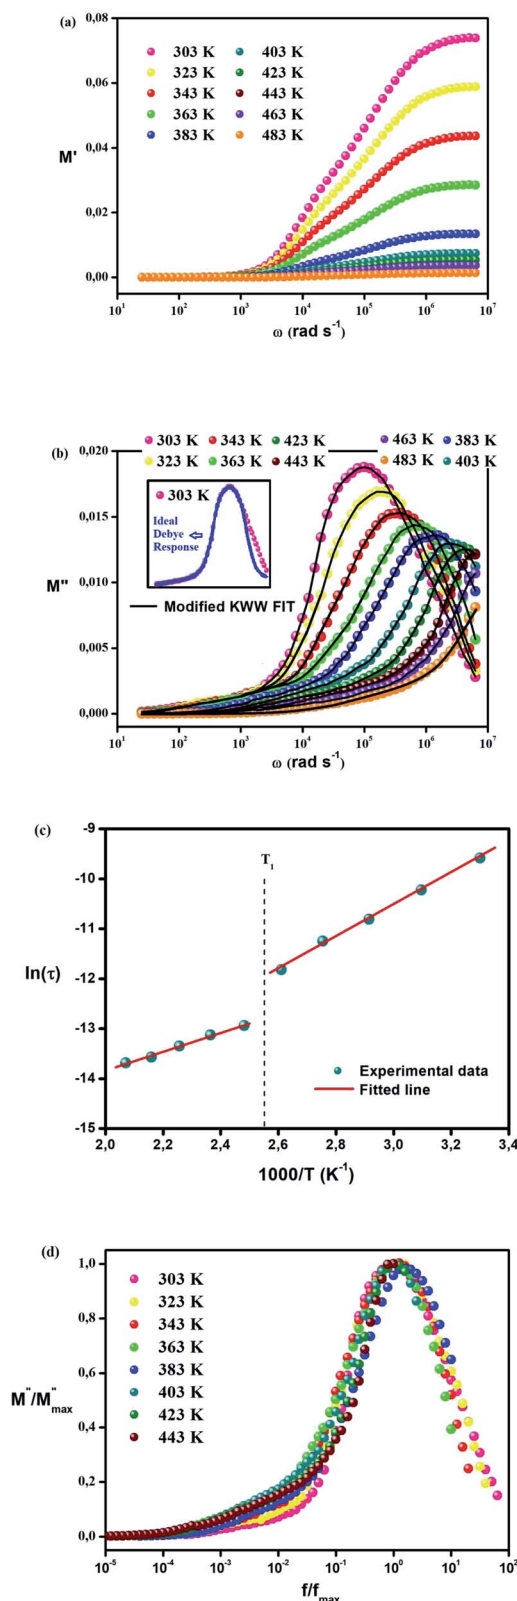 (a)
0,08
303 K 403 K
323 K 423 K
0,06
343 K 443 K
363 K 463 K
383 K 483 K
M' 0,04
0,02
0,00
10¹ 10² 10³ 10⁴ 10⁵ 10⁶ 10⁷
ω (rad s⁻¹)
(b)
303 K 343 K 423 K 463 K 383 K
323 K 363 K 443 K 483 K 403 K
0,020
303 K
Ideal
Debye
Response
0,015
M" 0,010
Modified KWW FIT
0,005
0,000
10¹ 10² 10³ 10⁴ 10⁵ 10⁶ 10⁷
ω (rad s⁻¹)
(c)
-9
T₁
-10
-11
ln(τ) -12
-13
Experimental data
-14
Fitted line
-15
2,0 2,2 2,4 2,6 2,8 3,0 3,2 3,4
1000/T (K⁻¹)
(d)
1,0
303 K
323 K
0,8
343 K
363 K
0,6
383 K
M"/M"max
403 K
0,4
423 K
443 K
0,2
0,0
10⁻⁵ 10⁻⁴ 10⁻³ 10⁻² 10⁻¹ 10⁰ 10¹ 10²
f/fmax